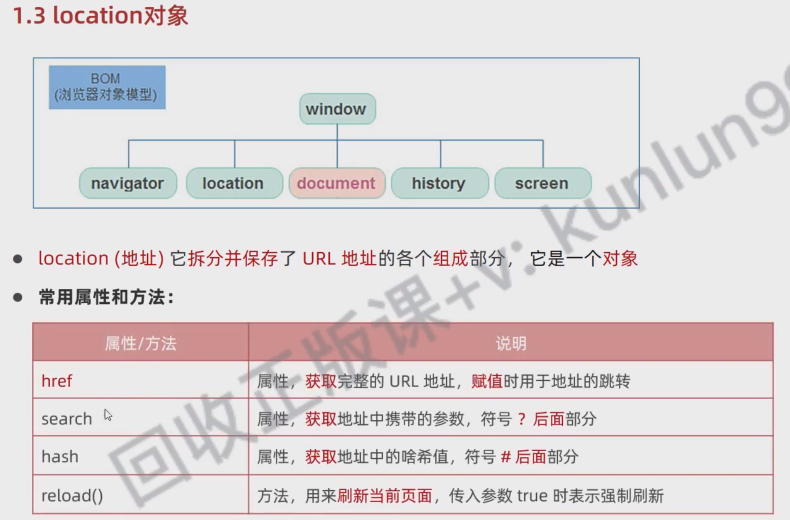 1.3 location对象
BOM
(浏览器对象模型)
window
navigator
location
document
history
screen
location (地址) 它拆分并保存了 URL 地址的各个组成部分， 它是一个对象
常用属性和方法：
属性/方法
说明
href
属性，获取完整的 URL 地址，赋值时用于地址的跳转
search
属性，获取地址中携带的参数，符号 ? 后面部分
hash
属性，获取地址中的啥希值，符号 # 后面部分
reload()
方法，用来刷新当前页面，传入参数 true 时表示强制刷新
回收正版课+v: kunlun99